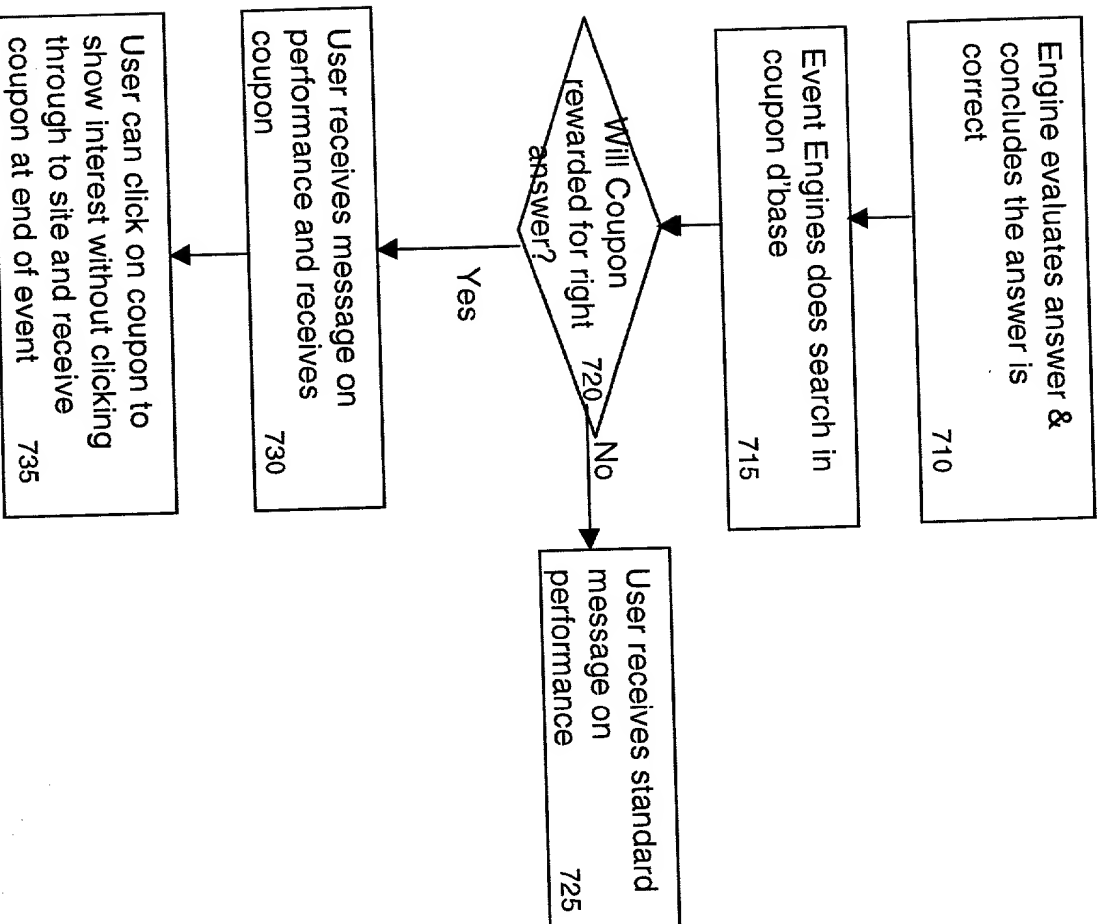 Engine evaluates answer &
concludes the answer is
correct
710
Event Engines does search in
coupon d'base
715
Will Coupon
rewarded for right
answer?
720
No
User receives standard
message on
performance
725
Yes
User receives message on
performance and receives
coupon
730
User can click on coupon to
show interest without clicking
through to site and receive
coupon at end of event
735